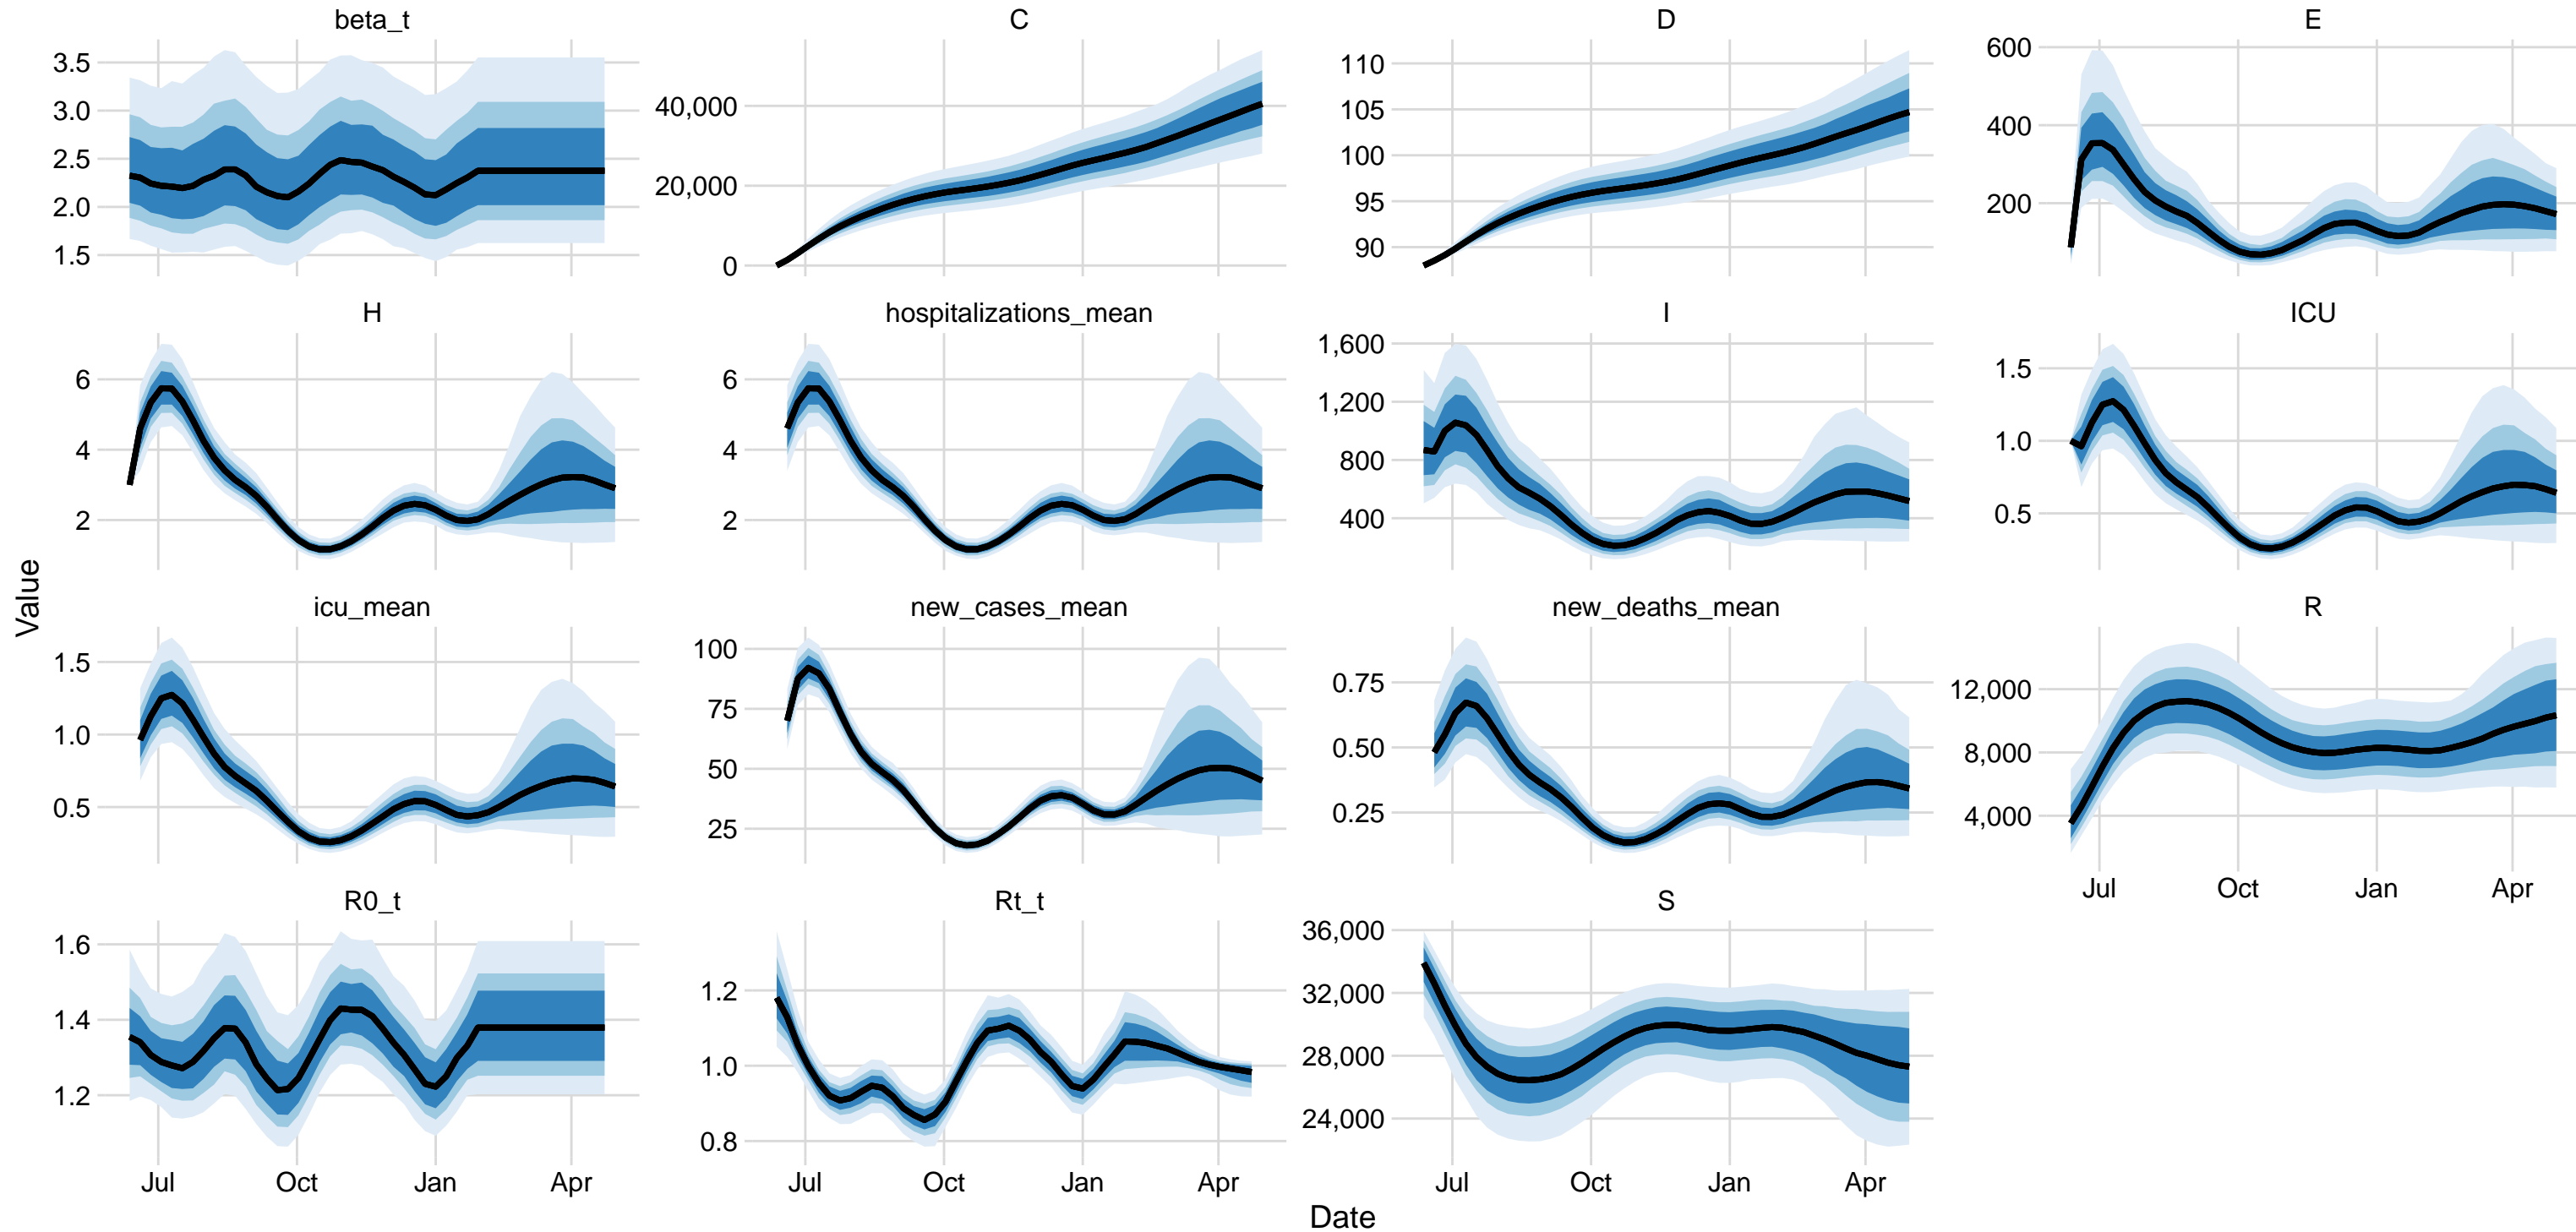 beta_t
C
D
E
3.5
3.0
2.5
2.0
1.5
40,000
20,000
0
110
105
100
95
90
600
400
200
H
hospitalizations_mean
I
ICU
6
4
2
6
4
2
1,600
1,200
800
400
1.5
1.0
0.5
Value
icu_mean
new_cases_mean
new_deaths_mean
R
1.5
1.0
0.5
100
75
50
25
0.75
0.50
0.25
12,000
8,000
4,000
Jul Oct Jan Apr
R0_t
Rt_t
S
1.6
1.4
1.2
1.2
1.0
0.8
36,000
32,000
28,000
24,000
Jul Oct Jan Apr
Jul Oct Jan Apr
Jul Oct Jan Apr
Date